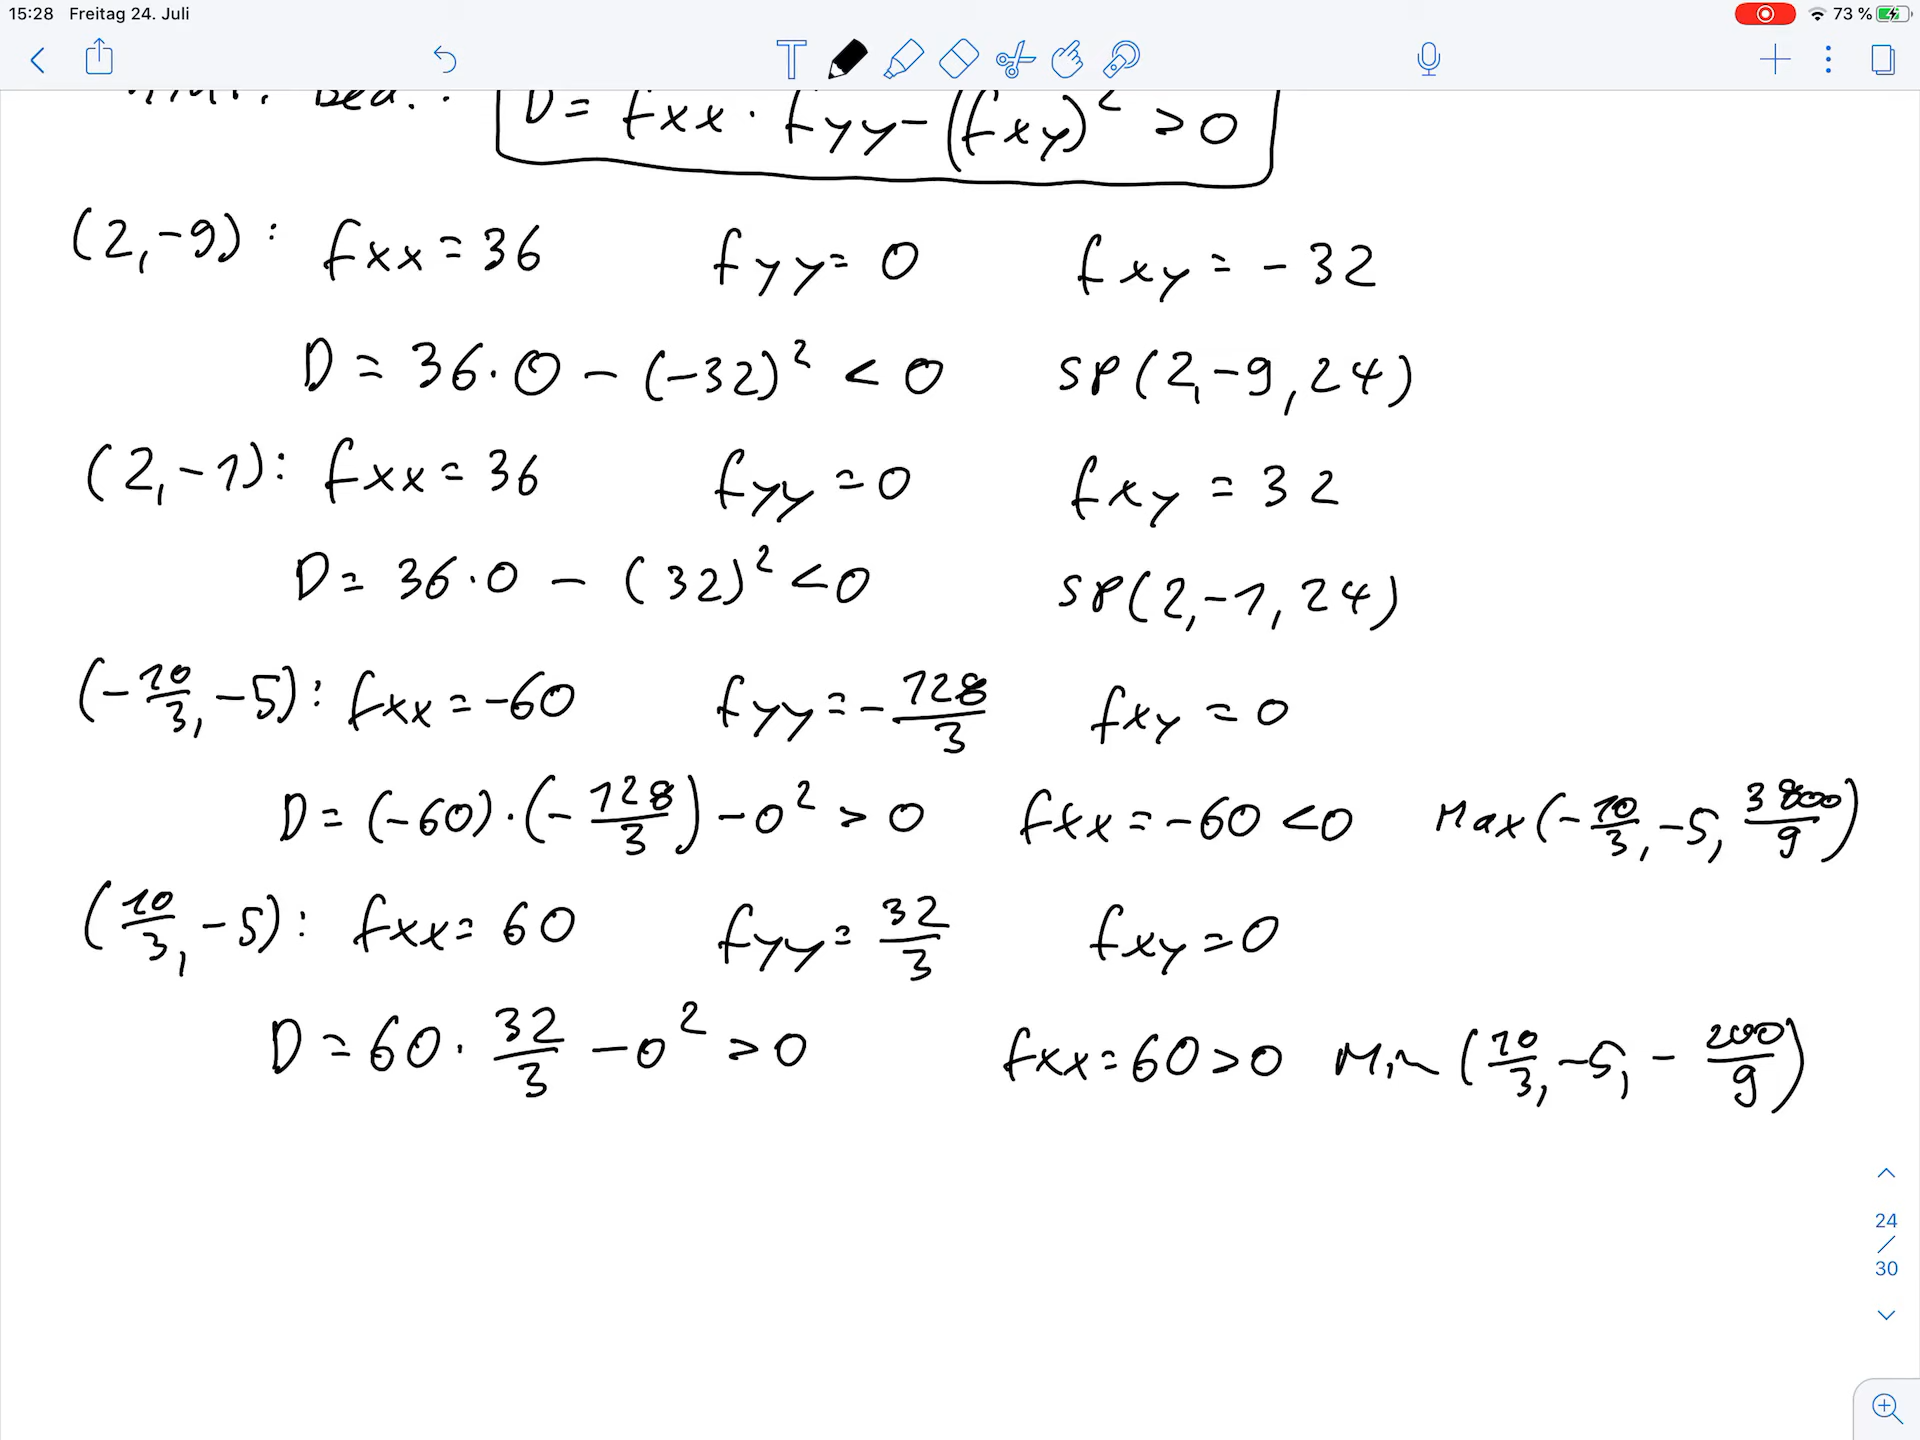 15:28 Freitag 24. Juli 73 %
T
Bed.: D = fxx · fyy - (fxy)² > 0
(2,-9): fxx = 36 fyy = 0 fxy = -32
D = 36·0 - (-32)² < 0 SP(2,-9,24)
(2,-1): fxx = 36 fyy = 0 fxy = 32
D = 36·0 - (32)² < 0 SP(2,-1,24)
(-10/3, -5): fxx = -60 fyy = -128/3 fxy = 0
D = (-60)·(-128/3) - 0² > 0 fxx = -60 < 0 Max(-10/3, -5, 3800/9)
(10/3, -5): fxx = 60 fyy = 32/3 fxy = 0
D = 60 · 32/3 - 0² > 0 fxx = 60 > 0 Min(10/3, -5, -200/9)
24
/
30